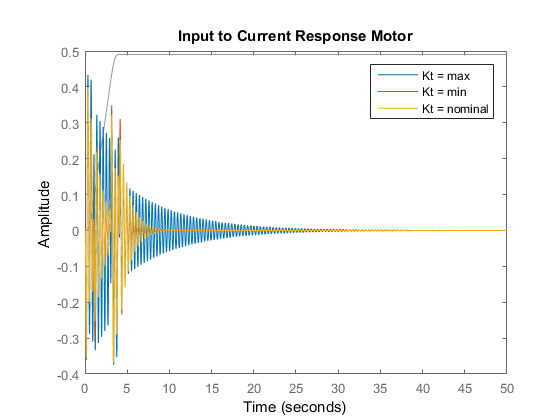 Input to Current Response Motor
Kt = max
Kt = min
Kt = nominal
Amplitude
0.5
0.4
0.3
0.2
0.1
0
-0.1
-0.2
-0.3
-0.4
0 5 10 15 20 25 30 35 40 45 50
Time (seconds)